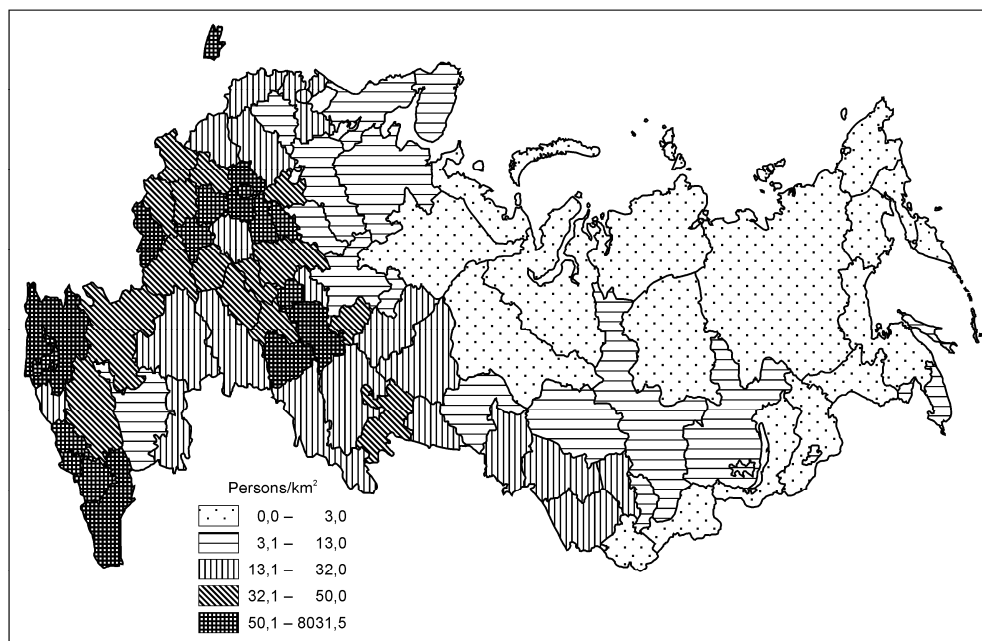 Persons/km²
0,0 – 3,0
3,1 – 13,0
13,1 – 32,0
32,1 – 50,0
50,1 – 8031,5